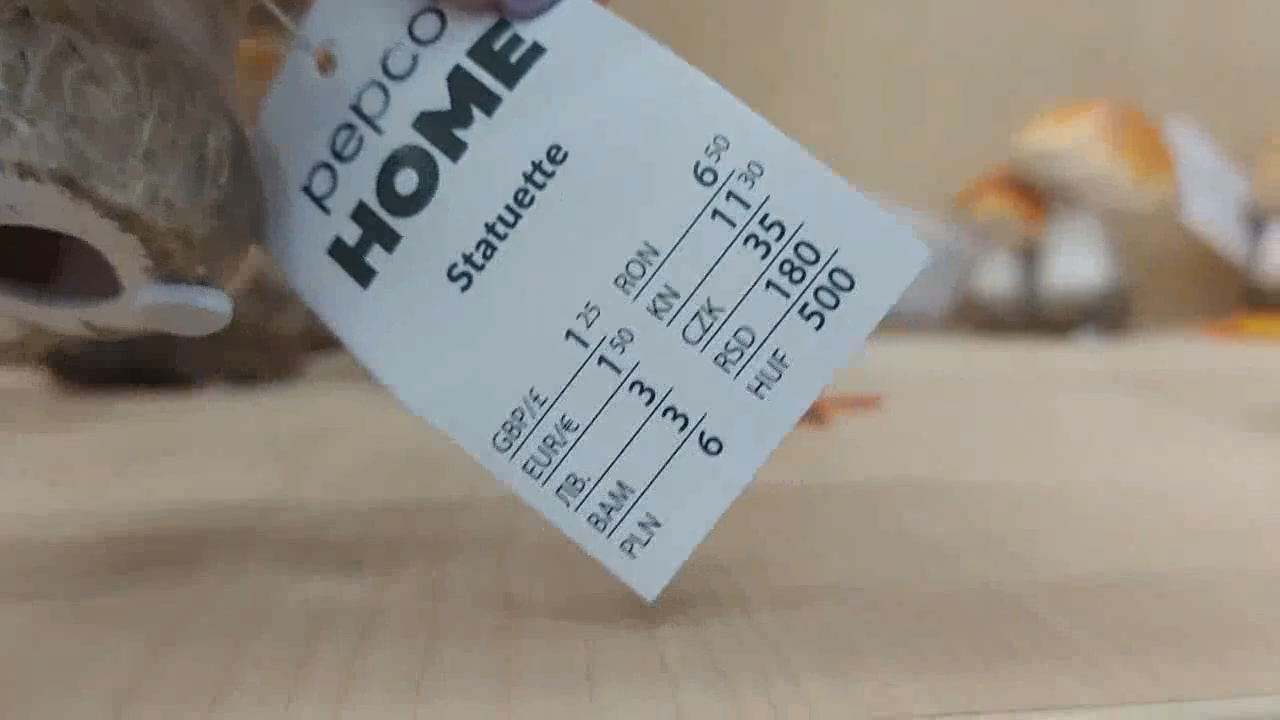 pepco
HOME
Statuette
GBP/£ 1 25
EUR/€ 1 50
ЛВ. 3
BAM 3
PLN 6
RON 6 50
KN 11 30
CZK 35
RSD 180
HUF 500